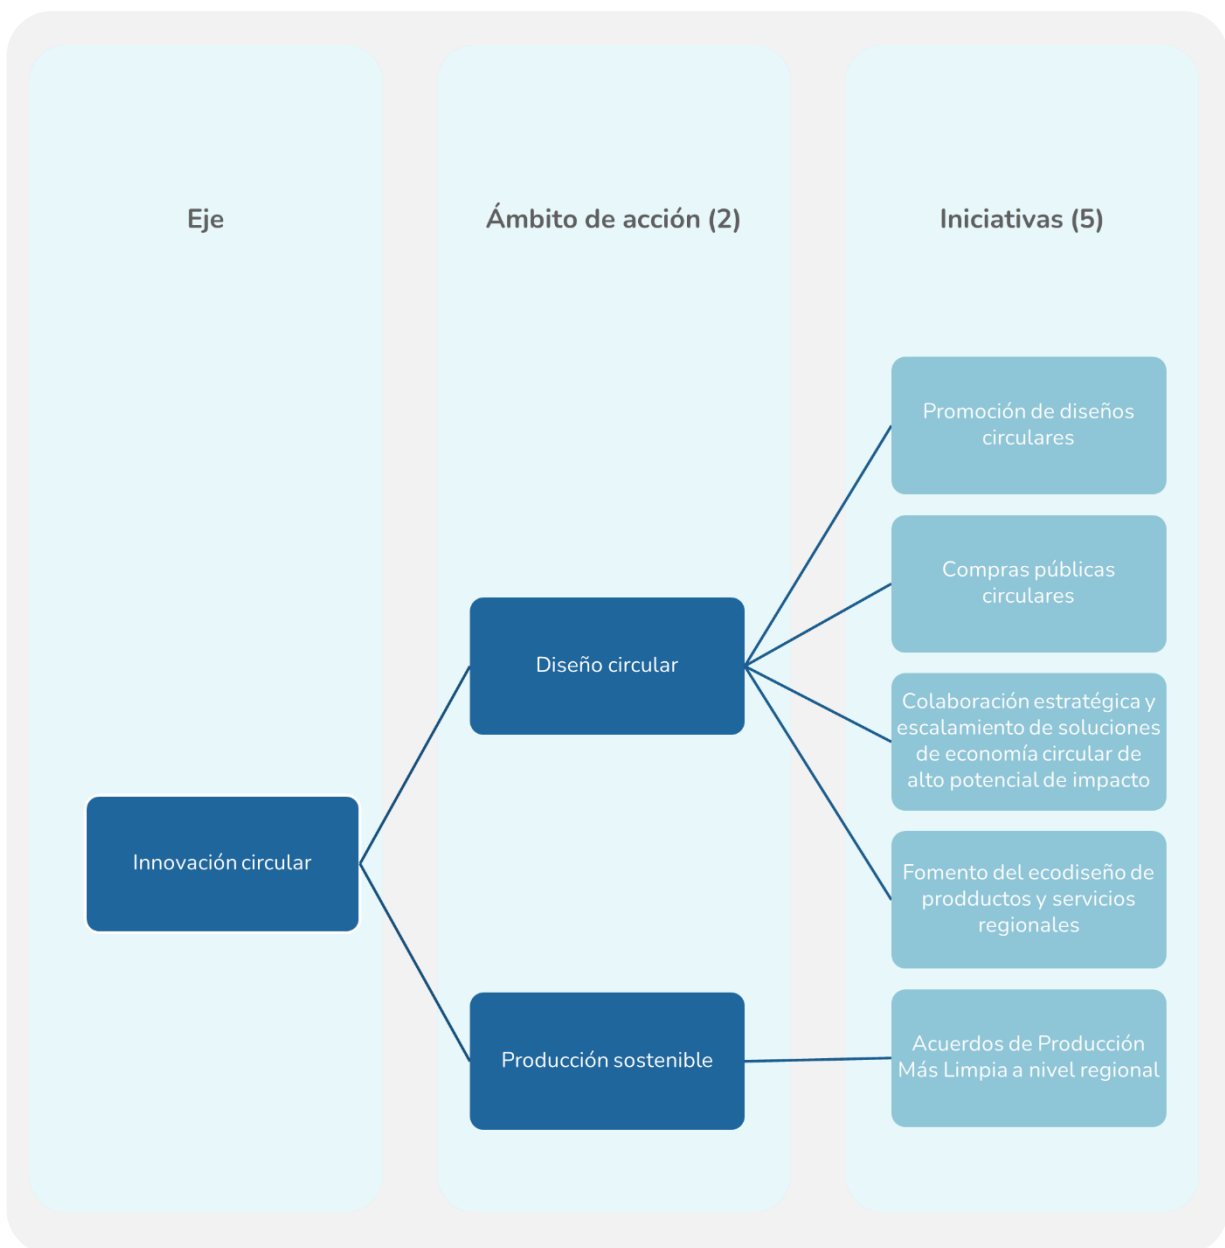 Eje
Ámbito de acción (2)
Iniciativas (5)
Promoción de diseños
circulares
Compras públicas
circulares
Diseño circular
Colaboración estratégica y
escalamiento de soluciones
de economía circular de
alto potencial de impacto
Innovación circular
Fomento del ecodiseño de
prodductos y servicios
regionales
Producción sostenible
Acuerdos de Producción
Más Limpia a nivel regional